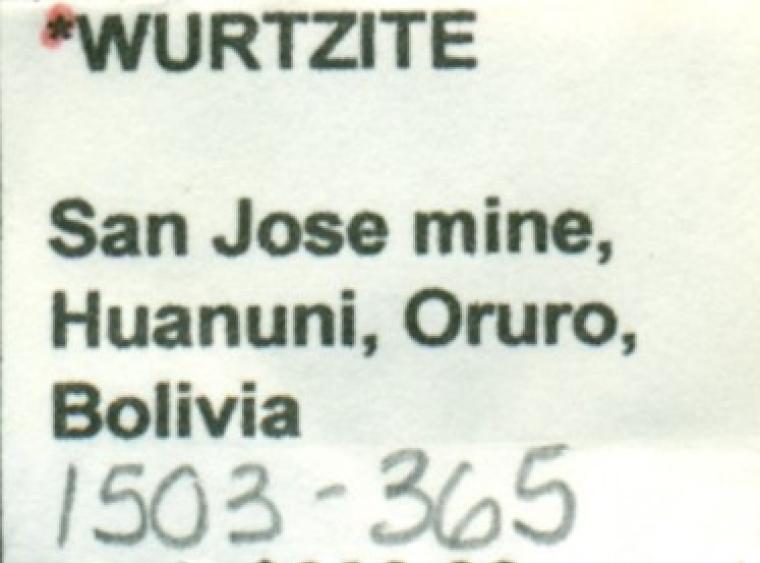 *WURTZITE
San Jose mine,
Huanuni, Oruro,
Bolivia
1503-365